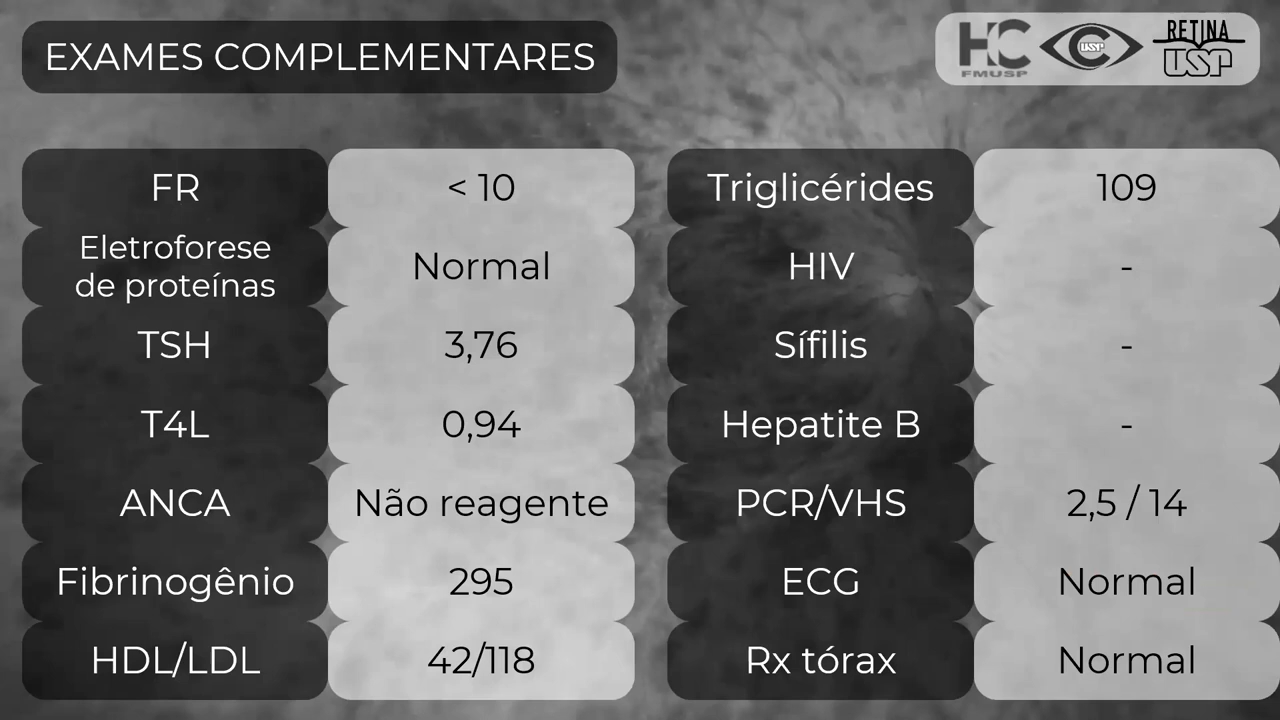 EXAMES COMPLEMENTARES
HC
FMUSP
USP
RETINA
USP
FR
< 10
Eletroforese
de proteínas
Normal
TSH
3,76
T4L
0,94
ANCA
Não reagente
Fibrinogênio
295
HDL/LDL
42/118
Triglicérides
109
HIV
-
Sífilis
-
Hepatite B
-
PCR/VHS
2,5 / 14
ECG
Normal
Rx tórax
Normal